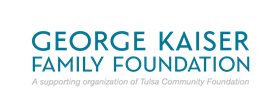 GEORGE KAISER
FAMILY FOUNDATION
A supporting organization of Tulsa Community Foundation